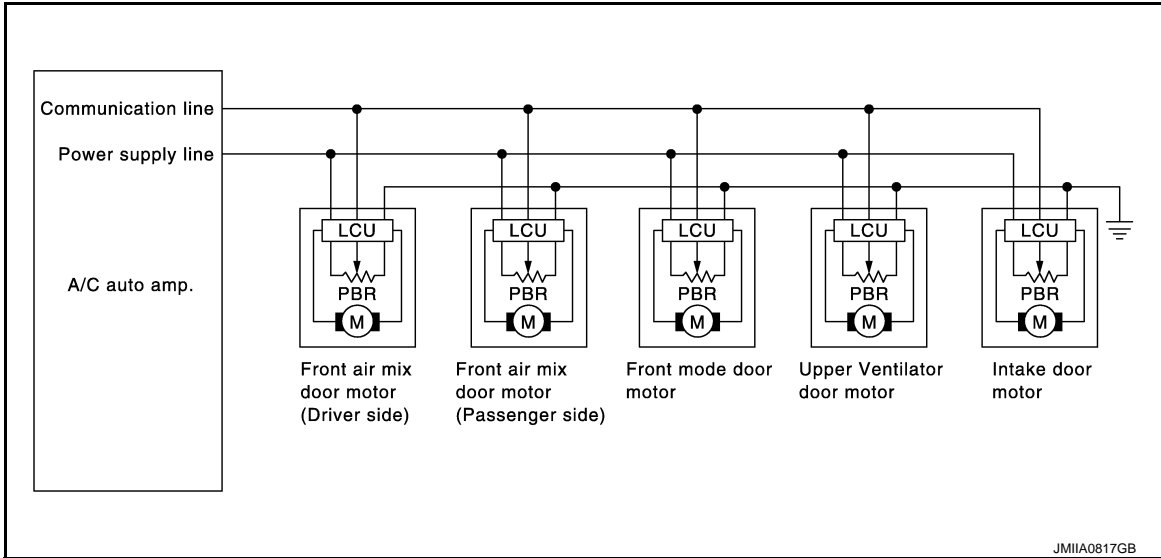 Communication line
Power supply line
A/C auto amp.
LCU
PBR
M
Front air mix
door motor
(Driver side)
LCU
PBR
M
Front air mix
door motor
(Passenger side)
LCU
PBR
M
Front mode door
motor
LCU
PBR
M
Upper Ventilator
door motor
LCU
PBR
M
Intake door
motor
JMIIA0817GB